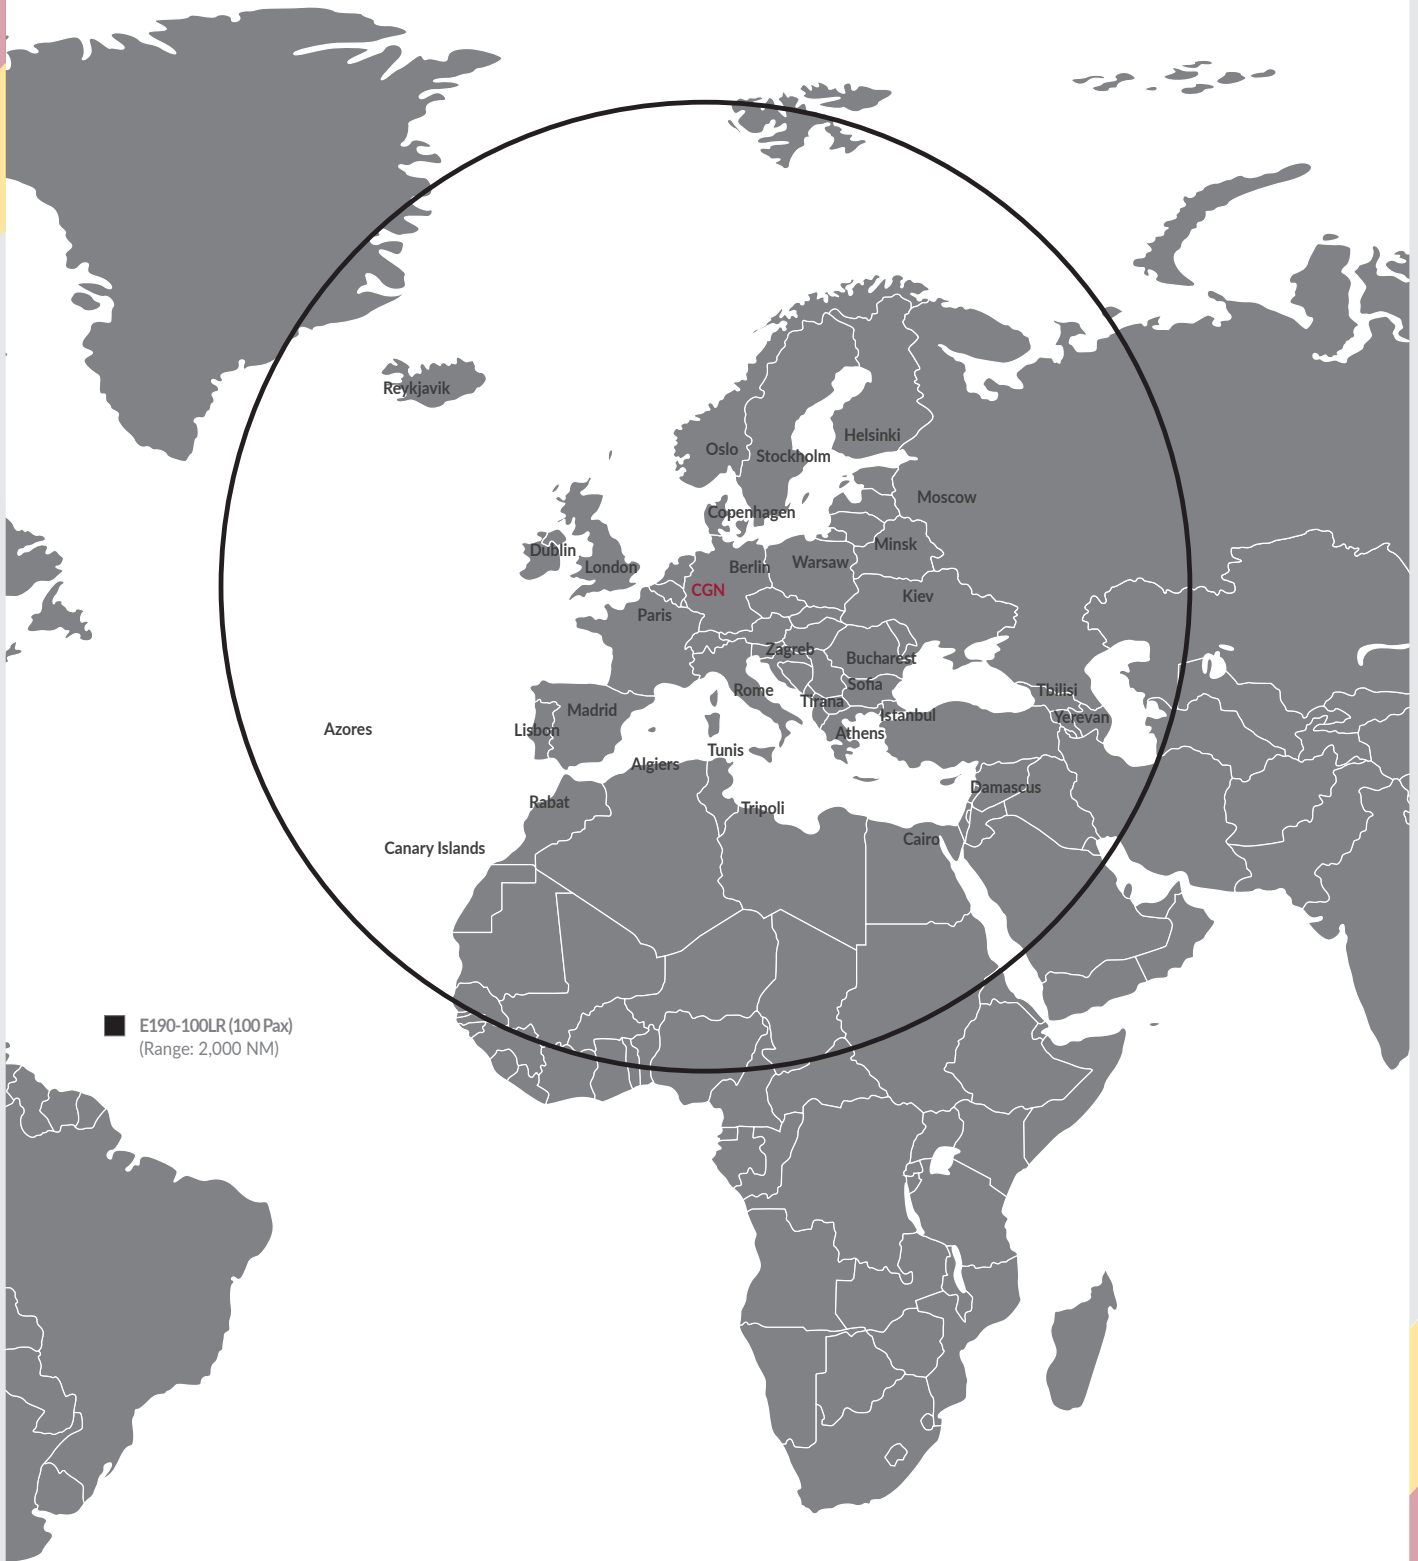 Reykjavik
Oslo
Helsinki
Stockholm
Moscow
Copenhagen
Minsk
Dublin
London
Berlin
Warsaw
CGN
Kiev
Paris
Zagreb
Bucharest
Sofia
Rome
Tbilisi
Tirana
Madrid
Istanbul
Yerevan
Azores
Lisbon
Athens
Tunis
Algiers
Damascus
Rabat
Tripoli
Cairo
Canary Islands
E190-100LR (100 Pax)
(Range: 2,000 NM)